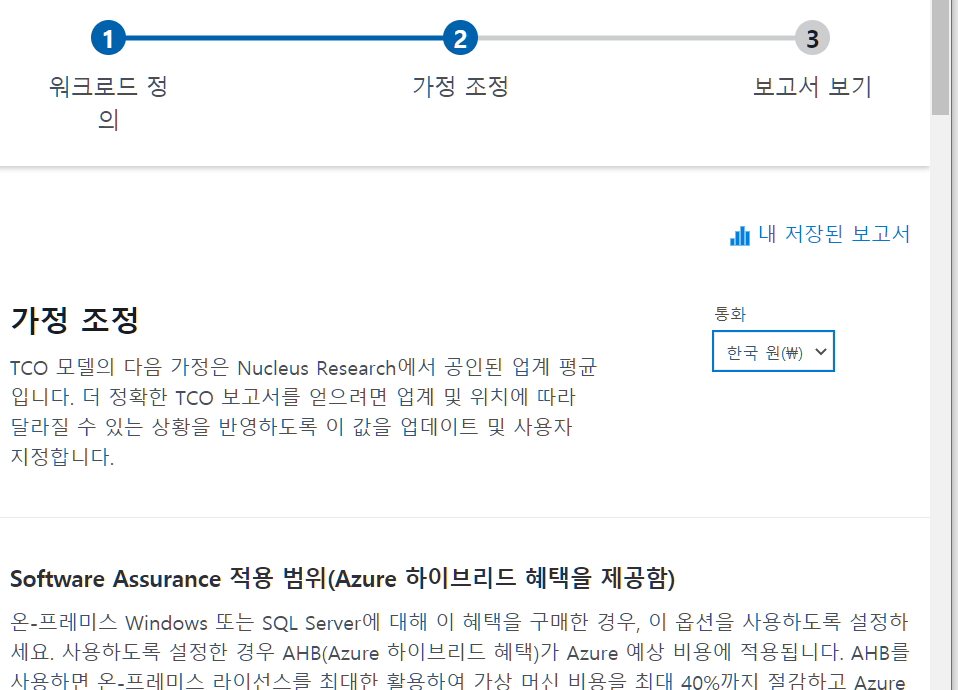 1
2
3
워크로드 정
의
가정 조정
보고서 보기
내 저장된 보고서
가정 조정
통화
한국 원(₩)
TCO 모델의 다음 가정은 Nucleus Research에서 공인된 업계 평균
입니다. 더 정확한 TCO 보고서를 얻으려면 업계 및 위치에 따라
달라질 수 있는 상황을 반영하도록 이 값을 업데이트 및 사용자
지정합니다.
Software Assurance 적용 범위(Azure 하이브리드 혜택을 제공함)
온-프레미스 Windows 또는 SQL Server에 대해 이 혜택을 구매한 경우, 이 옵션을 사용하도록 설정하
세요. 사용하도록 설정한 경우 AHB(Azure 하이브리드 혜택)가 Azure 예상 비용에 적용됩니다. AHB를
사용하면 온-프레미스 라이선스를 최대한 활용하여 가상 머신 비용을 최대 40%까지 절감하고 Azure